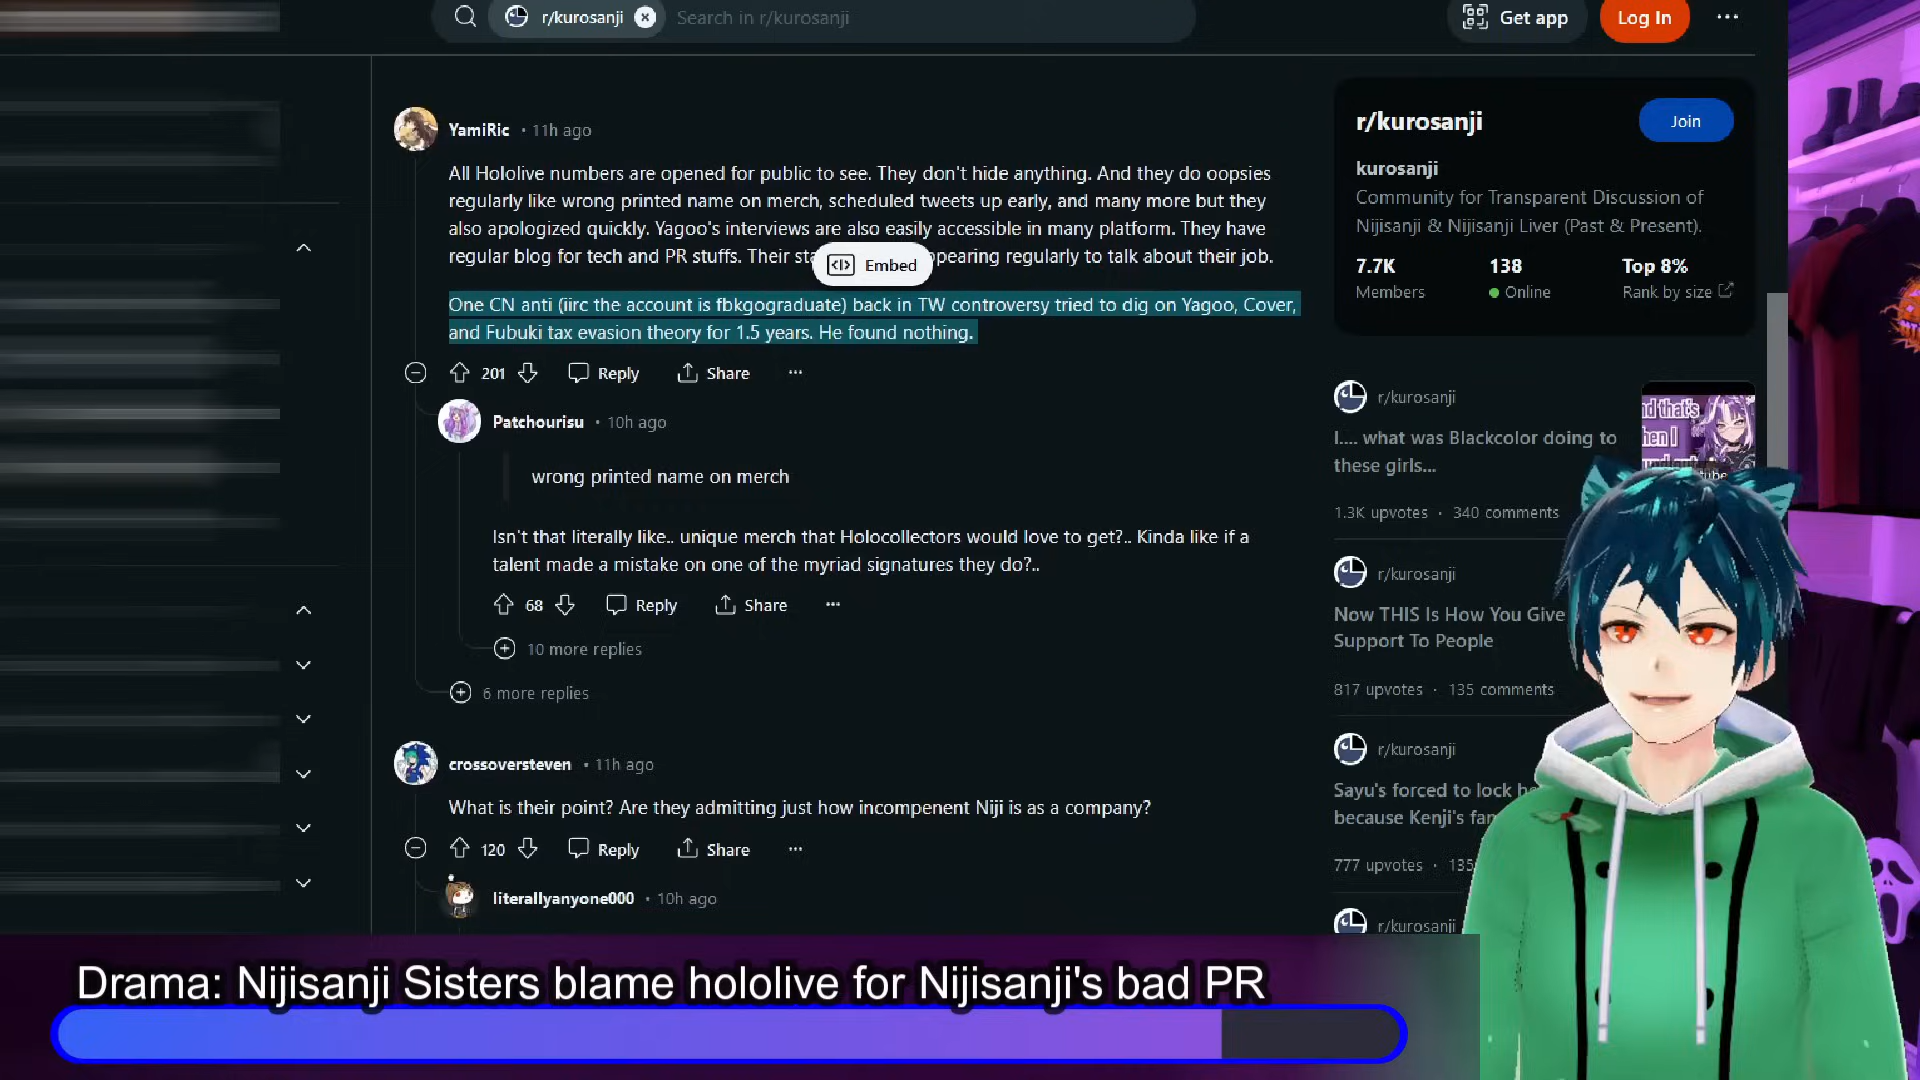 r/kurosanji
Search in r/kurosanji
Get app
Log In
YamiRic • 11h ago
All Hololive numbers are opened for public to see. They don't hide anything. And they do oopsies
regularly like wrong printed name on merch, scheduled tweets up early, and many more but they
also apologized quickly. Yagoo's interviews are also easily accessible in many platform. They have
regular blog for tech and PR stuffs. Their sta
Embed
pearing regularly to talk about their job.
One CN anti (iirc the account is fbkgograduate) back in TW controversy tried to dig on Yagoo, Cover,
and Fubuki tax evasion theory for 1.5 years. He found nothing.
201
Reply
Share
Patchourisu • 10h ago
wrong printed name on merch
Isn't that literally like.. unique merch that Holocollectors would love to get?.. Kinda like if a
talent made a mistake on one of the myriad signatures they do?..
68
Reply
Share
10 more replies
6 more replies
crossoversteven • 11h ago
What is their point? Are they admitting just how incompenent Niji is as a company?
120
Reply
Share
literallyanyone000 • 10h ago
r/kurosanji
Join
kurosanji
Community for Transparent Discussion of
Nijisanji & Nijisanji Liver (Past & Present).
7.7K
Members
138
Online
Top 8%
Rank by size
r/kurosanji
I.... what was Blackcolor doing to
these girls...
1.3K upvotes • 340 comments
nd that's
hen I
r/kurosanji
Now THIS Is How You Give
Support To People
817 upvotes • 135 comments
r/kurosanji
Sayu's forced to lock he
because Kenji's fan
777 upvotes • 135
r/kurosanji
Drama: Nijisanji Sisters blame hololive for Nijisanji's bad PR